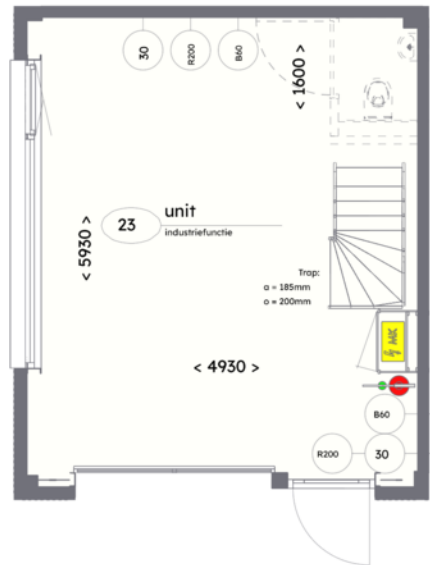 30
R200
B60
< 1600 >
23
unit
industriefunctie
< 5930 >
Trap:
a = 185mm
o = 200mm
< 4930 >
B60
R200
30